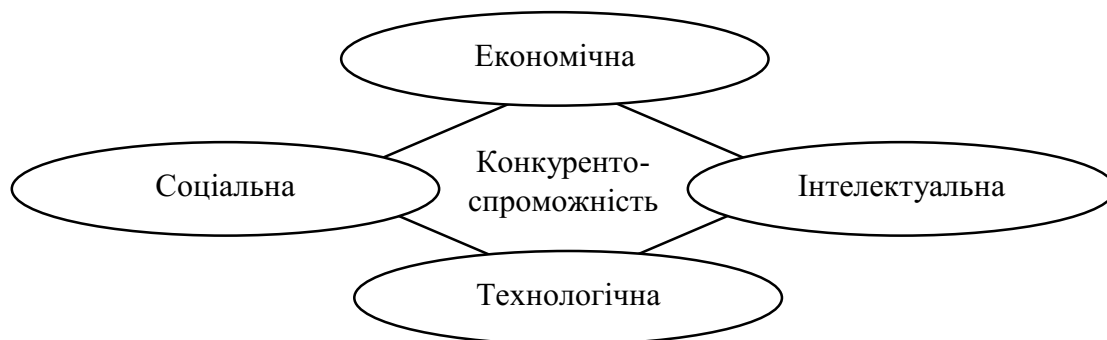 Економічна
Соціальна
Конкуренто-
спроможність
Інтелектуальна
Технологічна